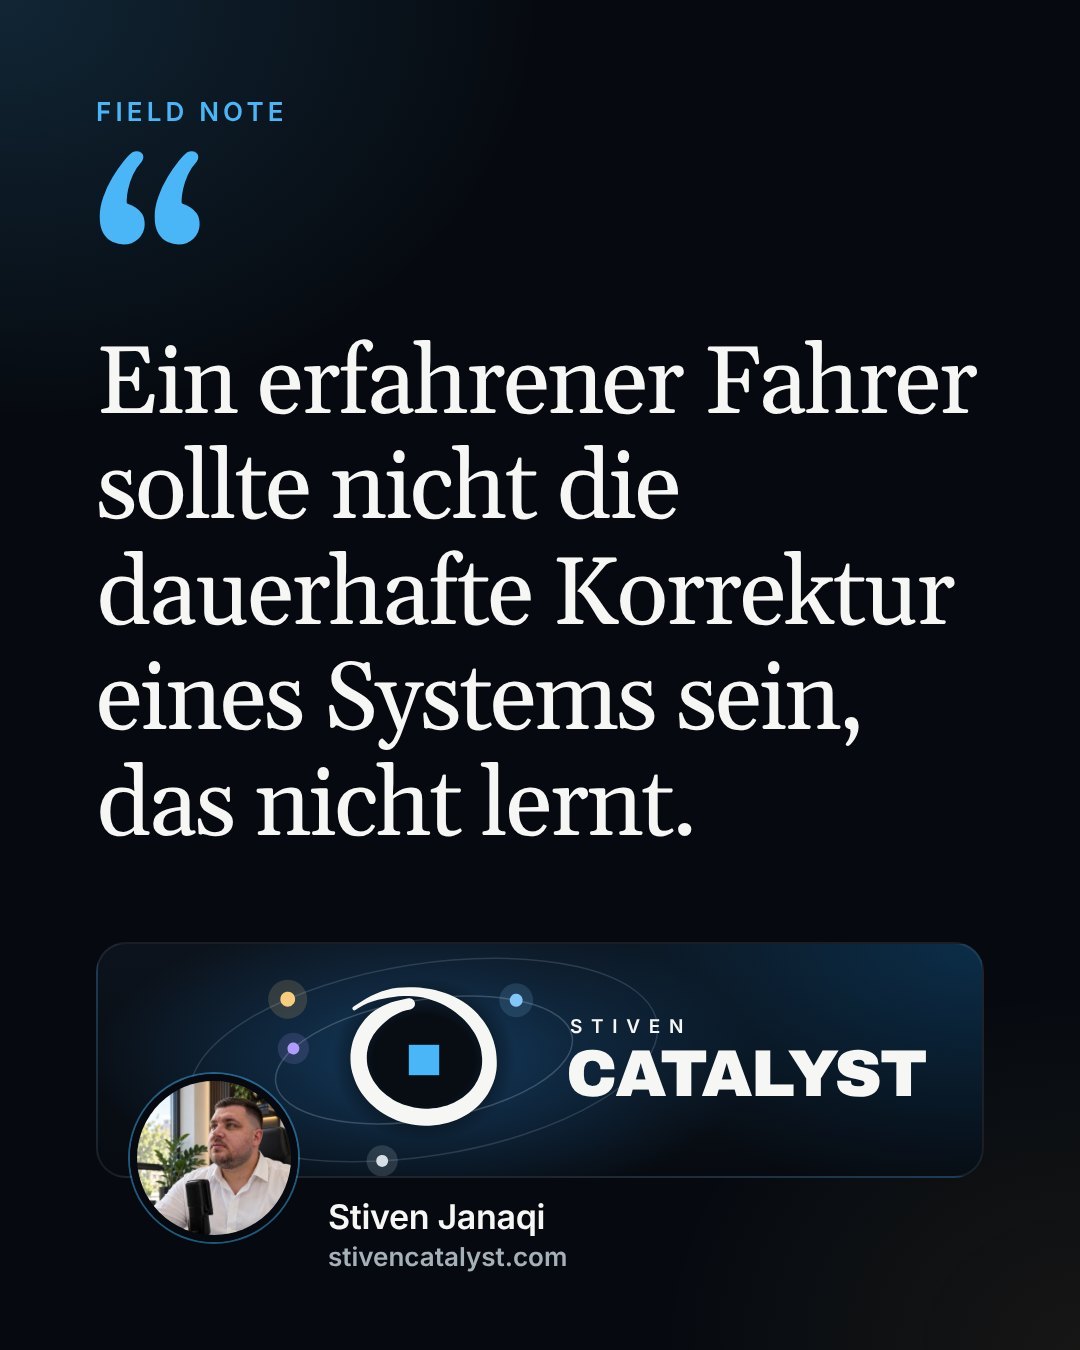 FIELD NOTE
“
Ein erfahrener Fahrer
sollte nicht die
dauerhafte Korrektur
eines Systems sein,
das nicht lernt.
STIVEN
CATALYST
Stiven Janaqi
stivencatalyst.com